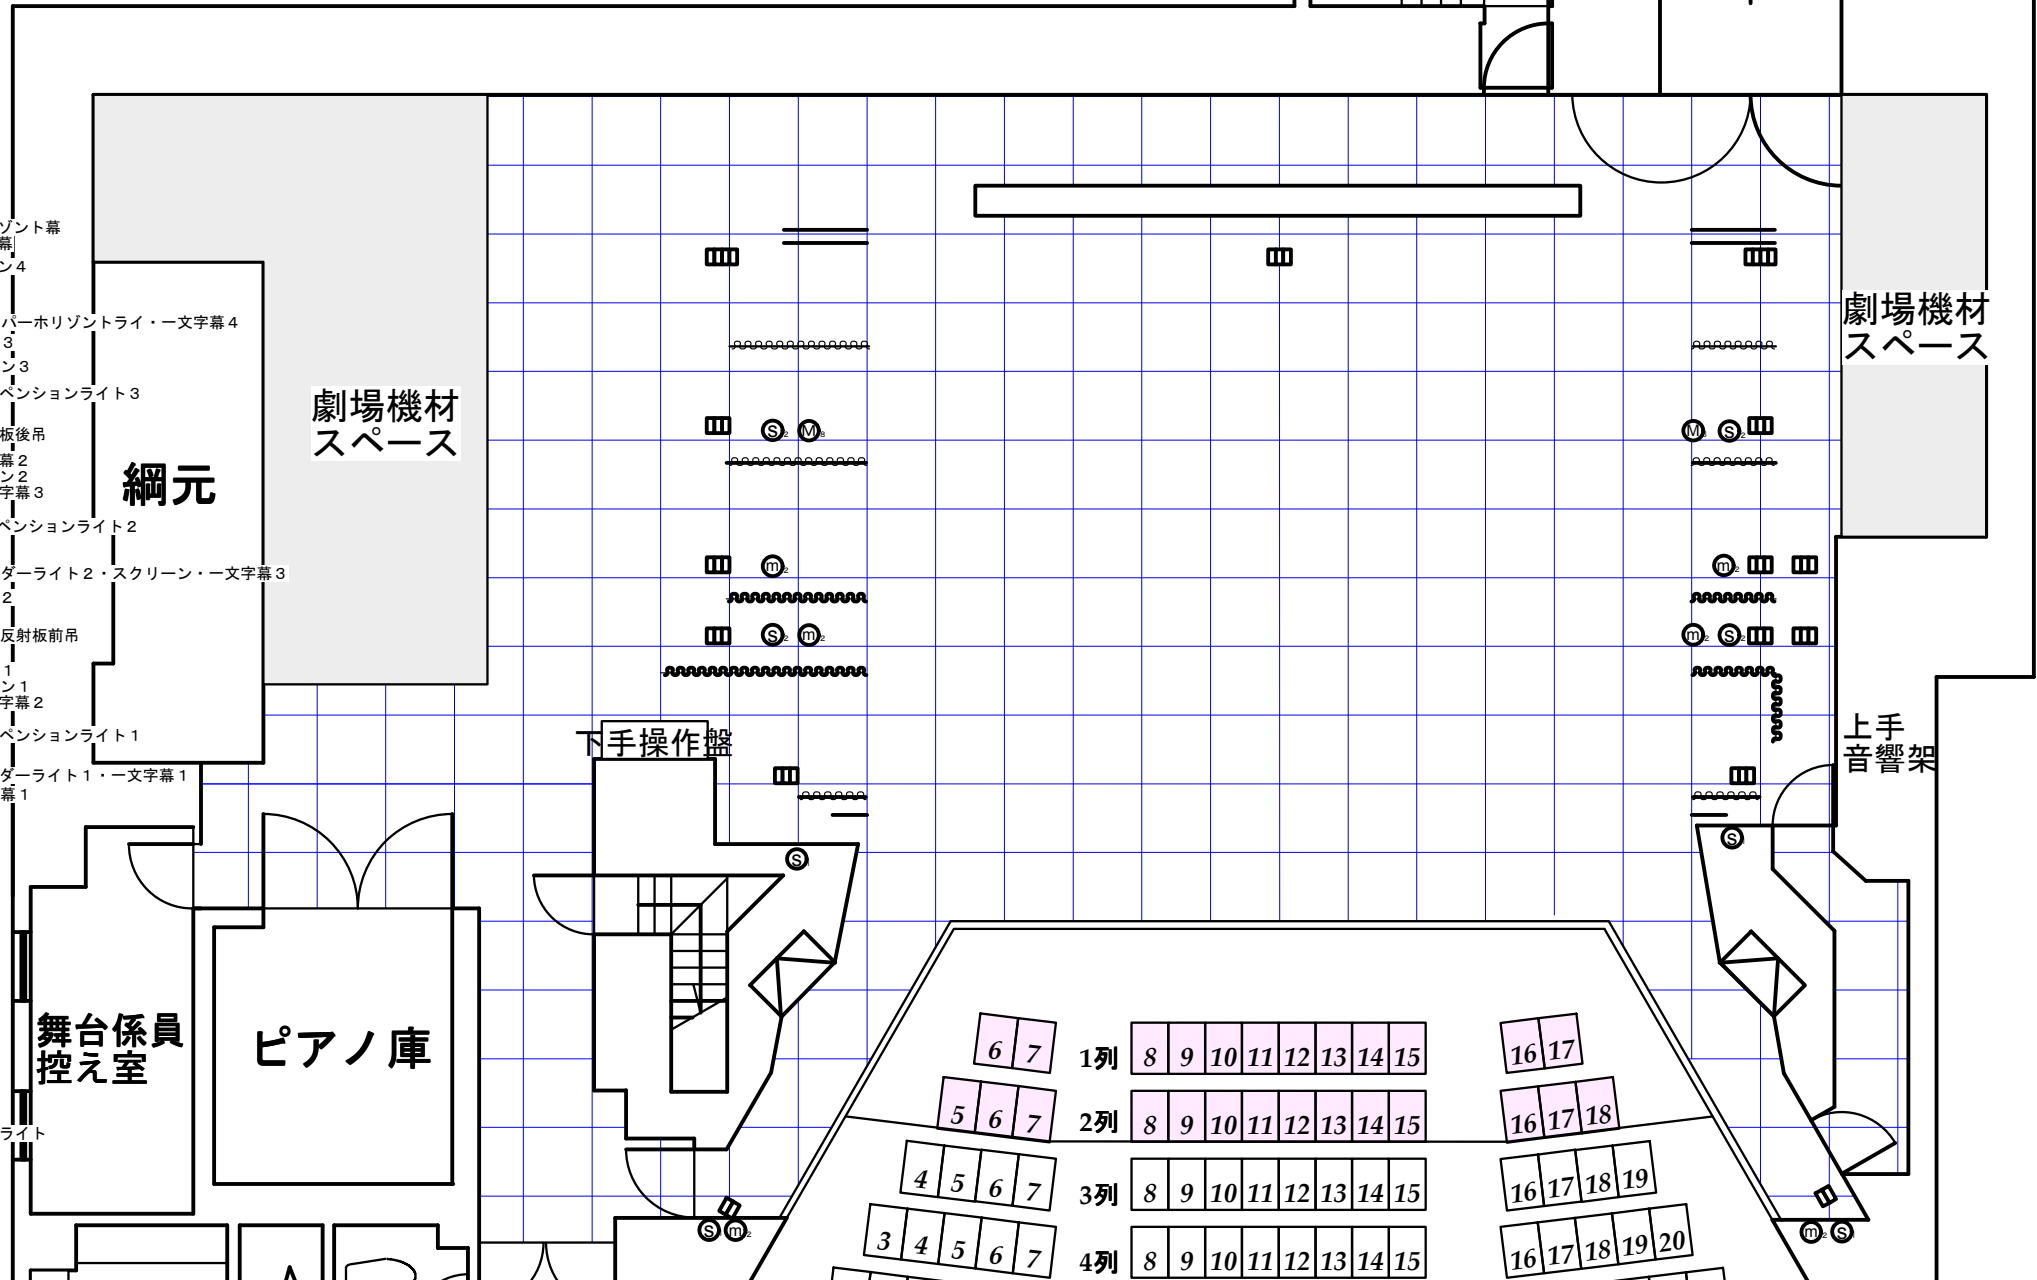 ゾント幕
幕
ン４
パーホリゾントライ・一文字幕４
３
ン３
ペンションライト３
板後吊
幕２
ン２
字幕３
ペンションライト２
ダーライト２・スクリーン・一文字幕３
２
反射板前吊
１
ン１
字幕２
ペンションライト１
ダーライト１・一文字幕１
幕１
ライト
劇場機材
スペース
綱元
劇場機材
スペース
S2 M8
M S2
m2
m2
S2 m2
m2 S2
下手操作盤
上手
音響架
S
S
舞台係員
控え室
ピアノ庫
6 7 1列 8 9 10 11 12 13 14 15 16 17
5 6 7 2列 8 9 10 11 12 13 14 15 16 17 18
4 5 6 7 3列 8 9 10 11 12 13 14 15 16 17 18 19
3 4 5 6 7 4列 8 9 10 11 12 13 14 15 16 17 18 19 20
S m2
m2 S